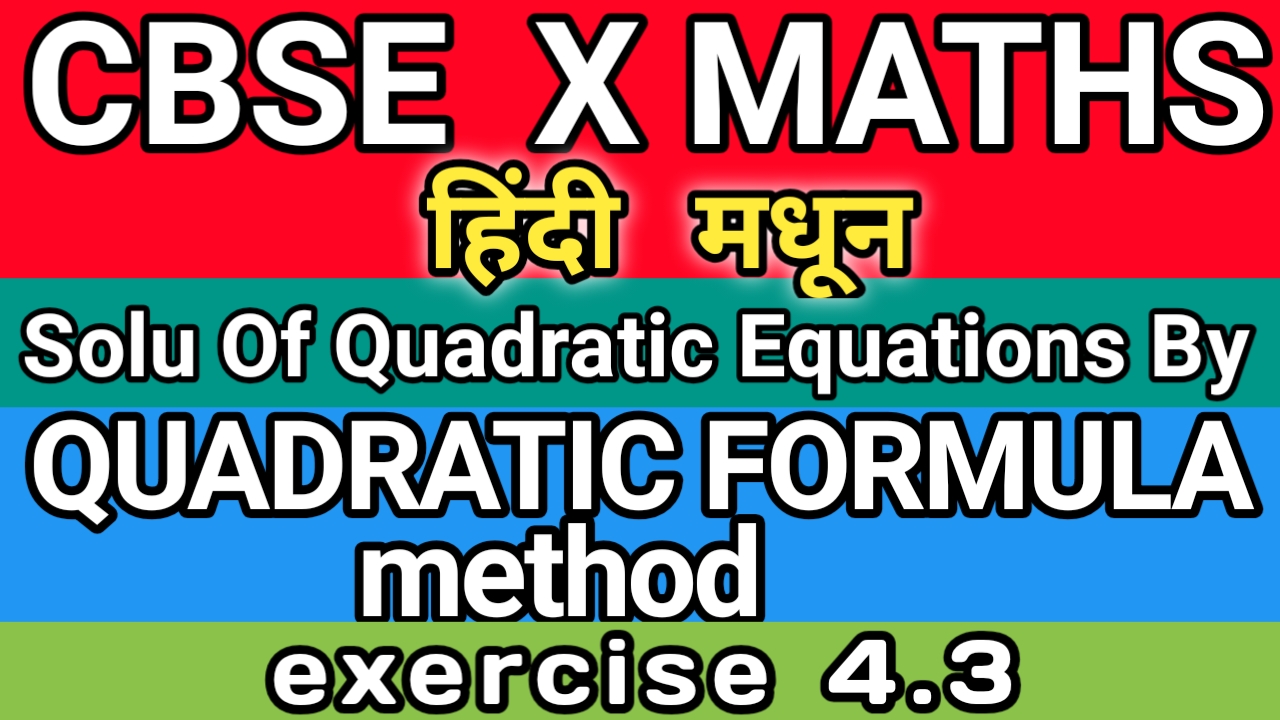 CBSE X MATHS
हिंदी मधून
Solu Of Quadratic Equations By
QUADRATIC FORMULA
method
exercise 4.3